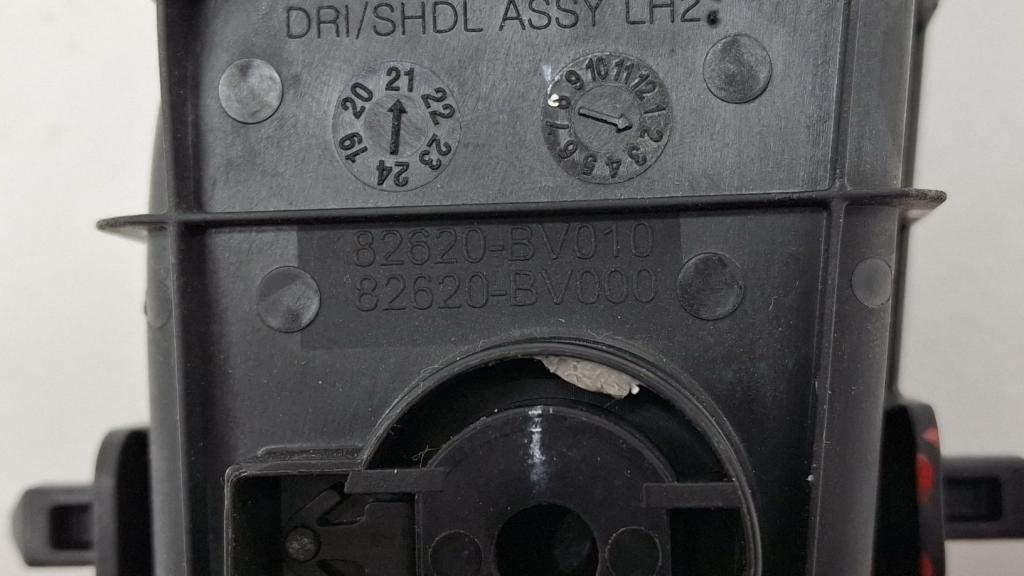 DRI/SHDL ASSY LH2
19 20 21 22 23 24
1 2 3 4 5 6 7 8 9 10 11 12
82620-BV010
82620-BV000